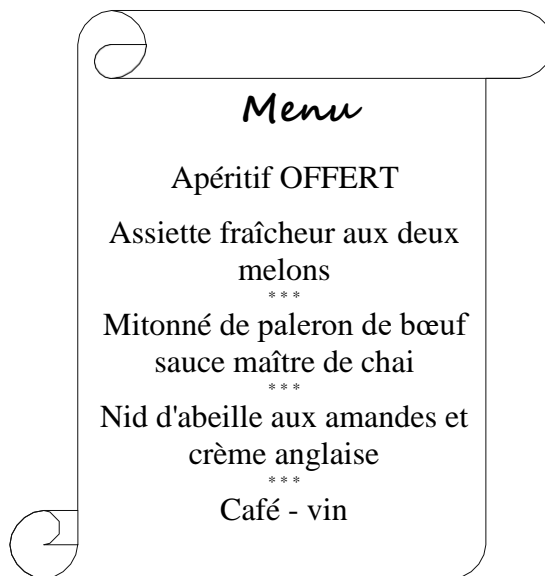 Menu
Apéritif OFFERT
Assiette fraîcheur aux deux
melons
* * *
Mitonné de paleron de bœuf
sauce maître de chai
* * *
Nid d'abeille aux amandes et
crème anglaise
* * *
Café - vin